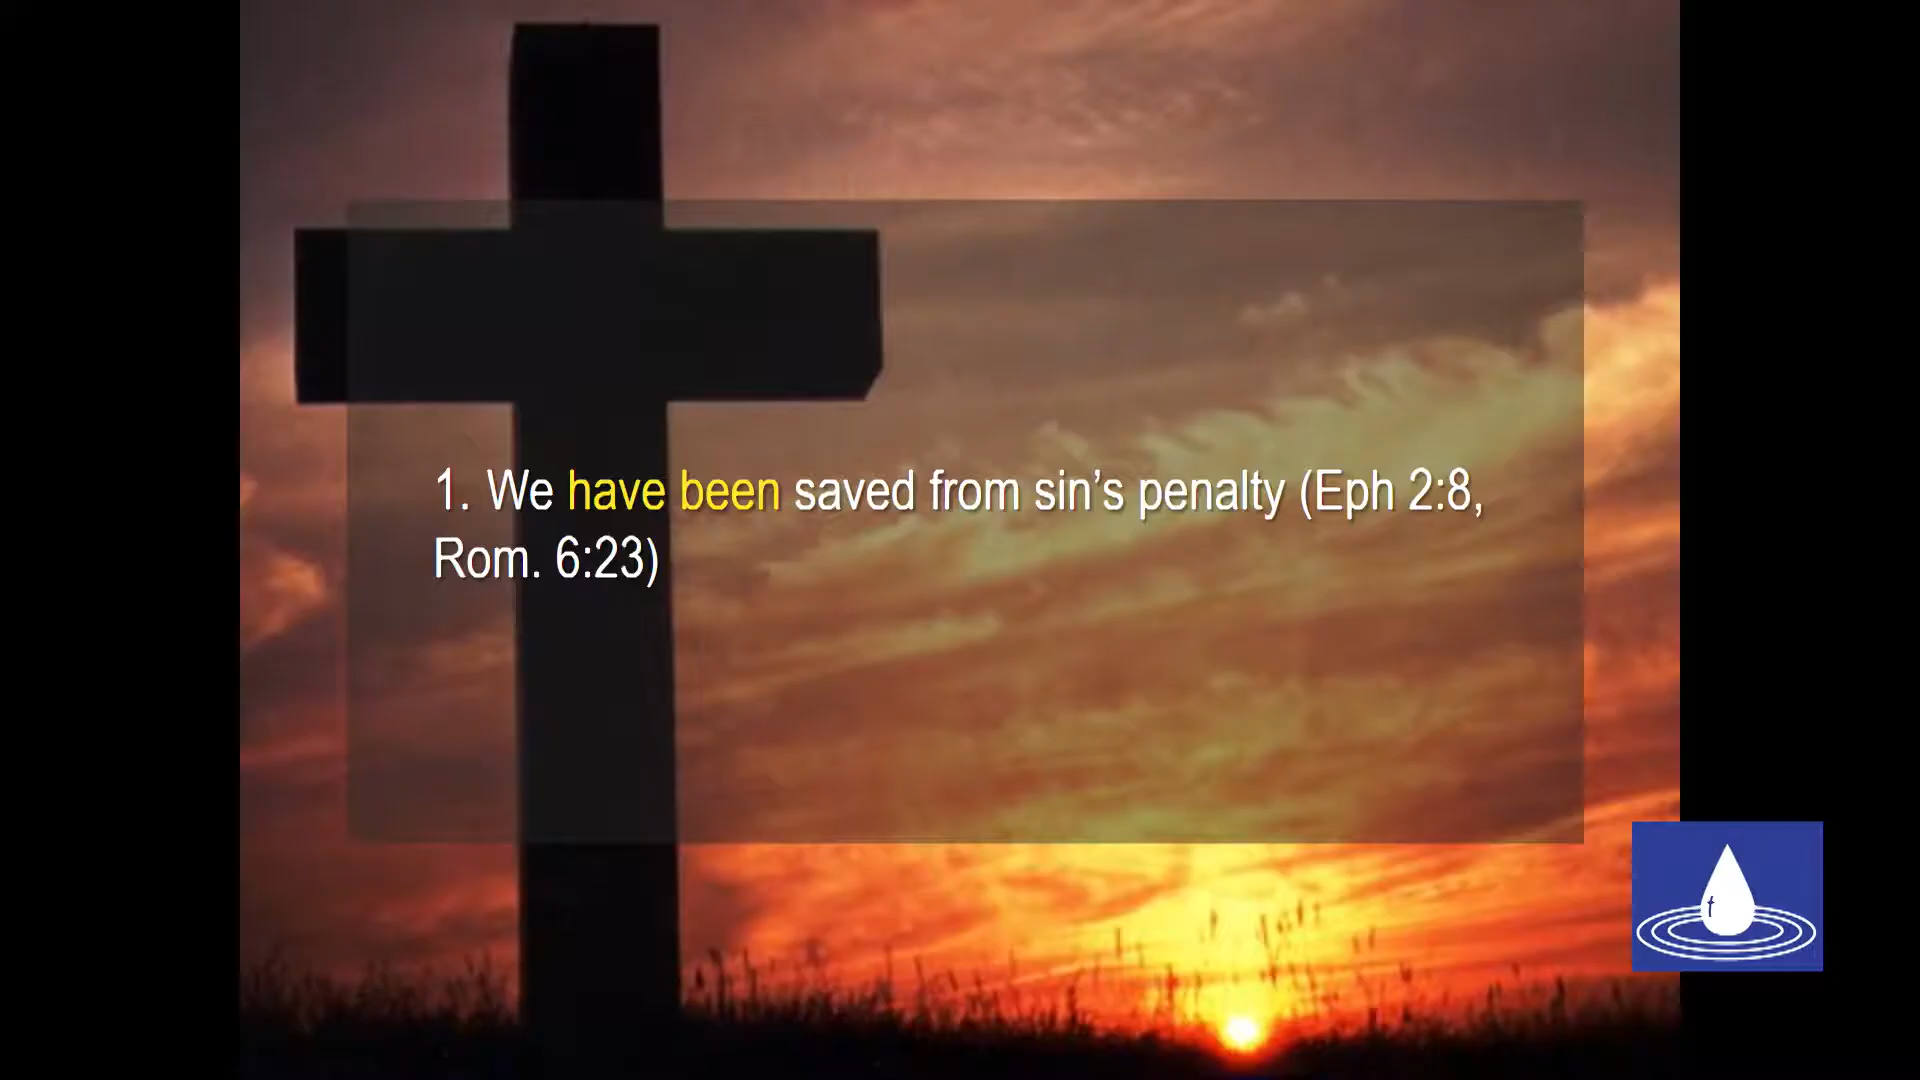 1. We have been saved from sin’s penalty (Eph 2:8,
Rom. 6:23)